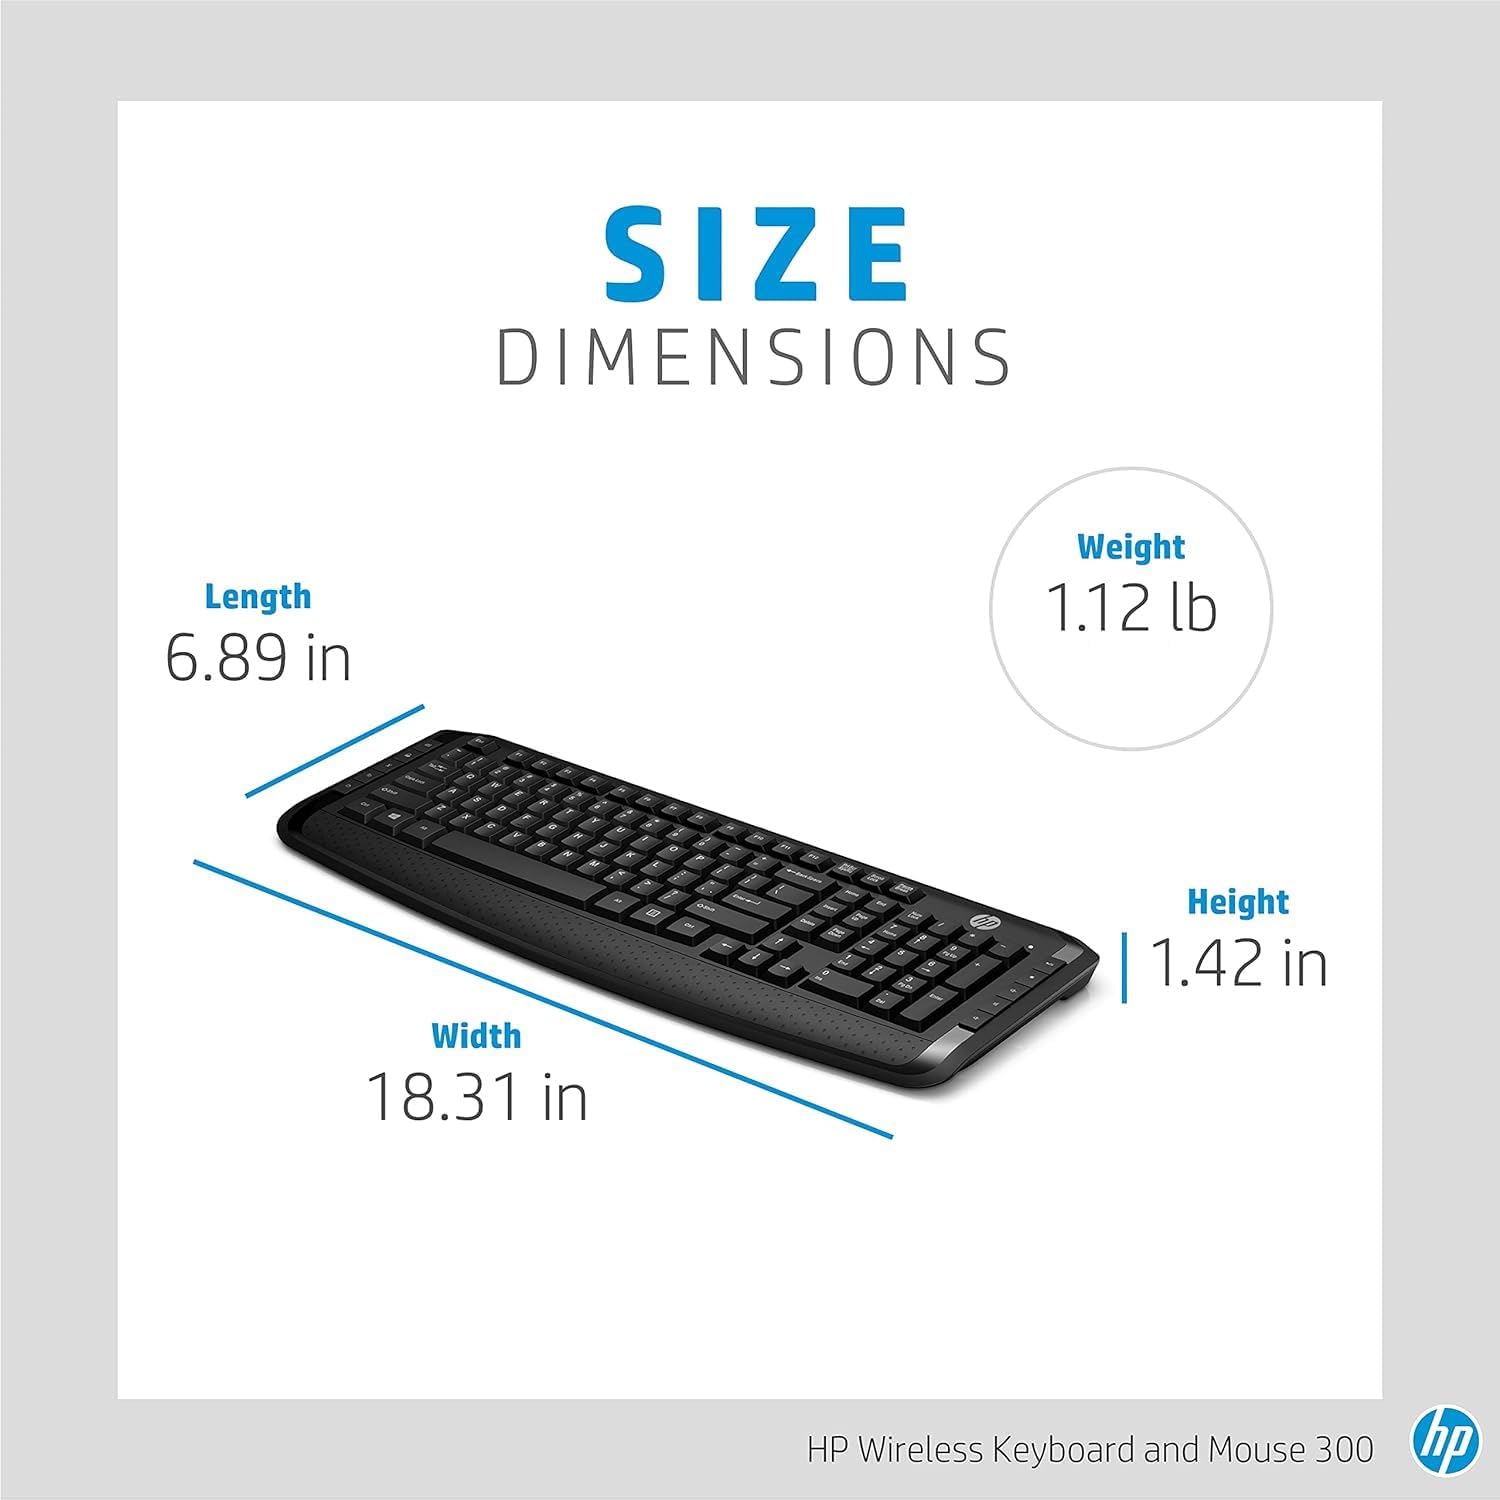 SIZE
DIMENSIONS
Weight
1.12 lb
Length
6.89 in
Height
1.42 in
Width
18.31 in
hp
HP Wireless Keyboard and Mouse 300
hp